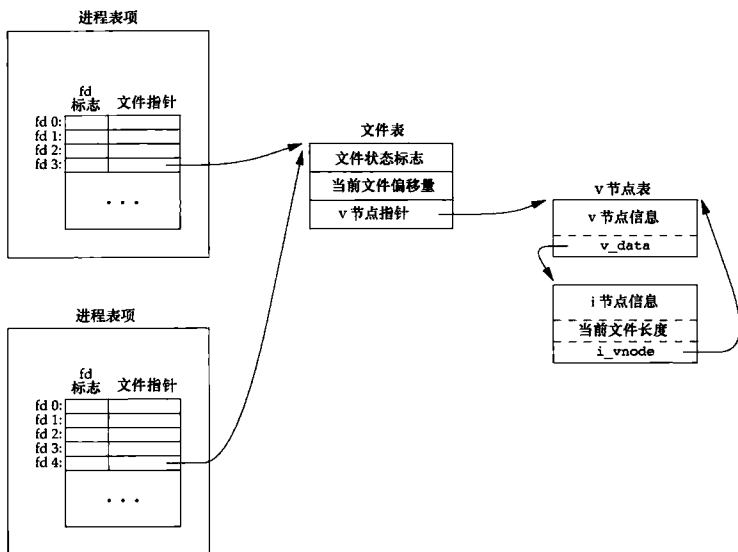 进程表项
fd
标志 文件指针
fd 0:
fd 1:
fd 2:
fd 3:
...
文件表
文件状态标志
当前文件偏移量
v节点指针
v节点表
v节点信息
v_data
i节点信息
当前文件长度
i_vnode
进程表项
fd
标志 文件指针
fd 0:
fd 1:
fd 2:
fd 3:
fd 4:
...